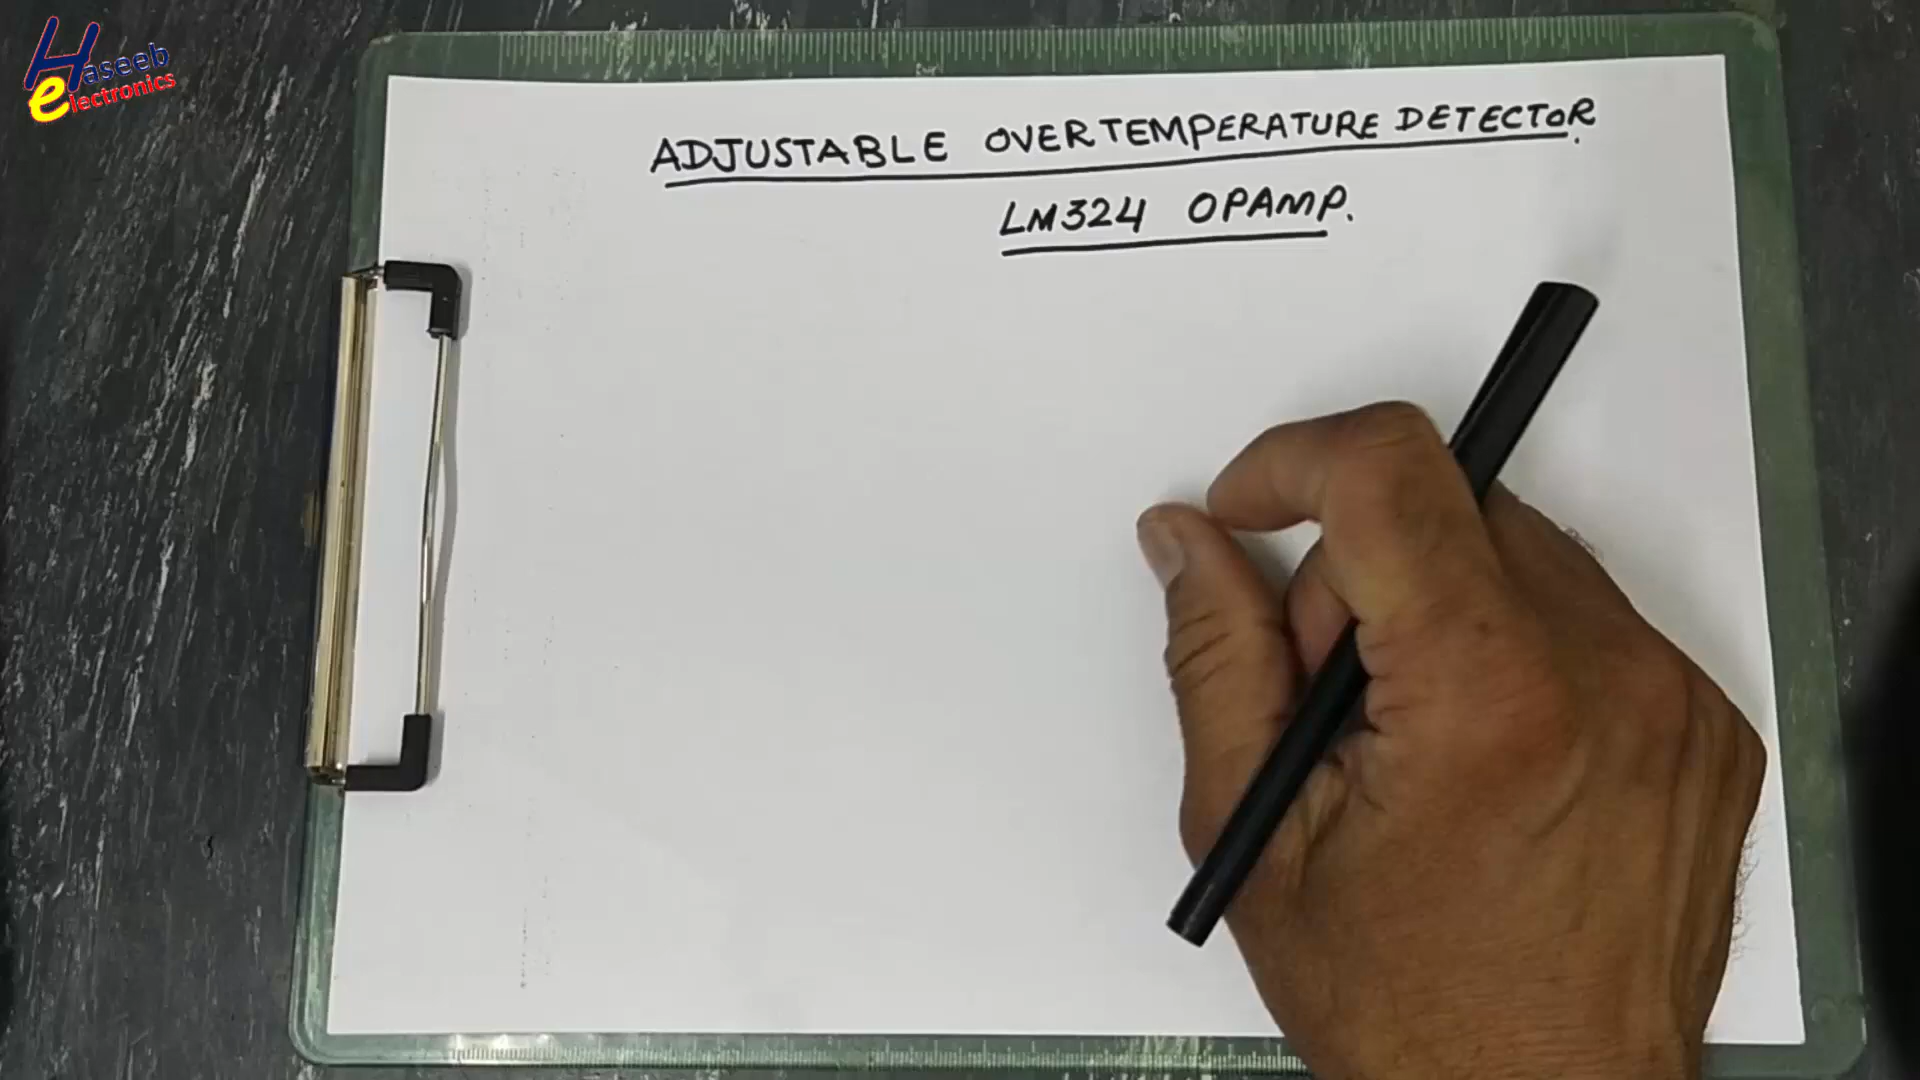 Haseeb
electronics
ADJUSTABLE OVERTEMPERATURE DETECTOR.
LM324 OPAMP.